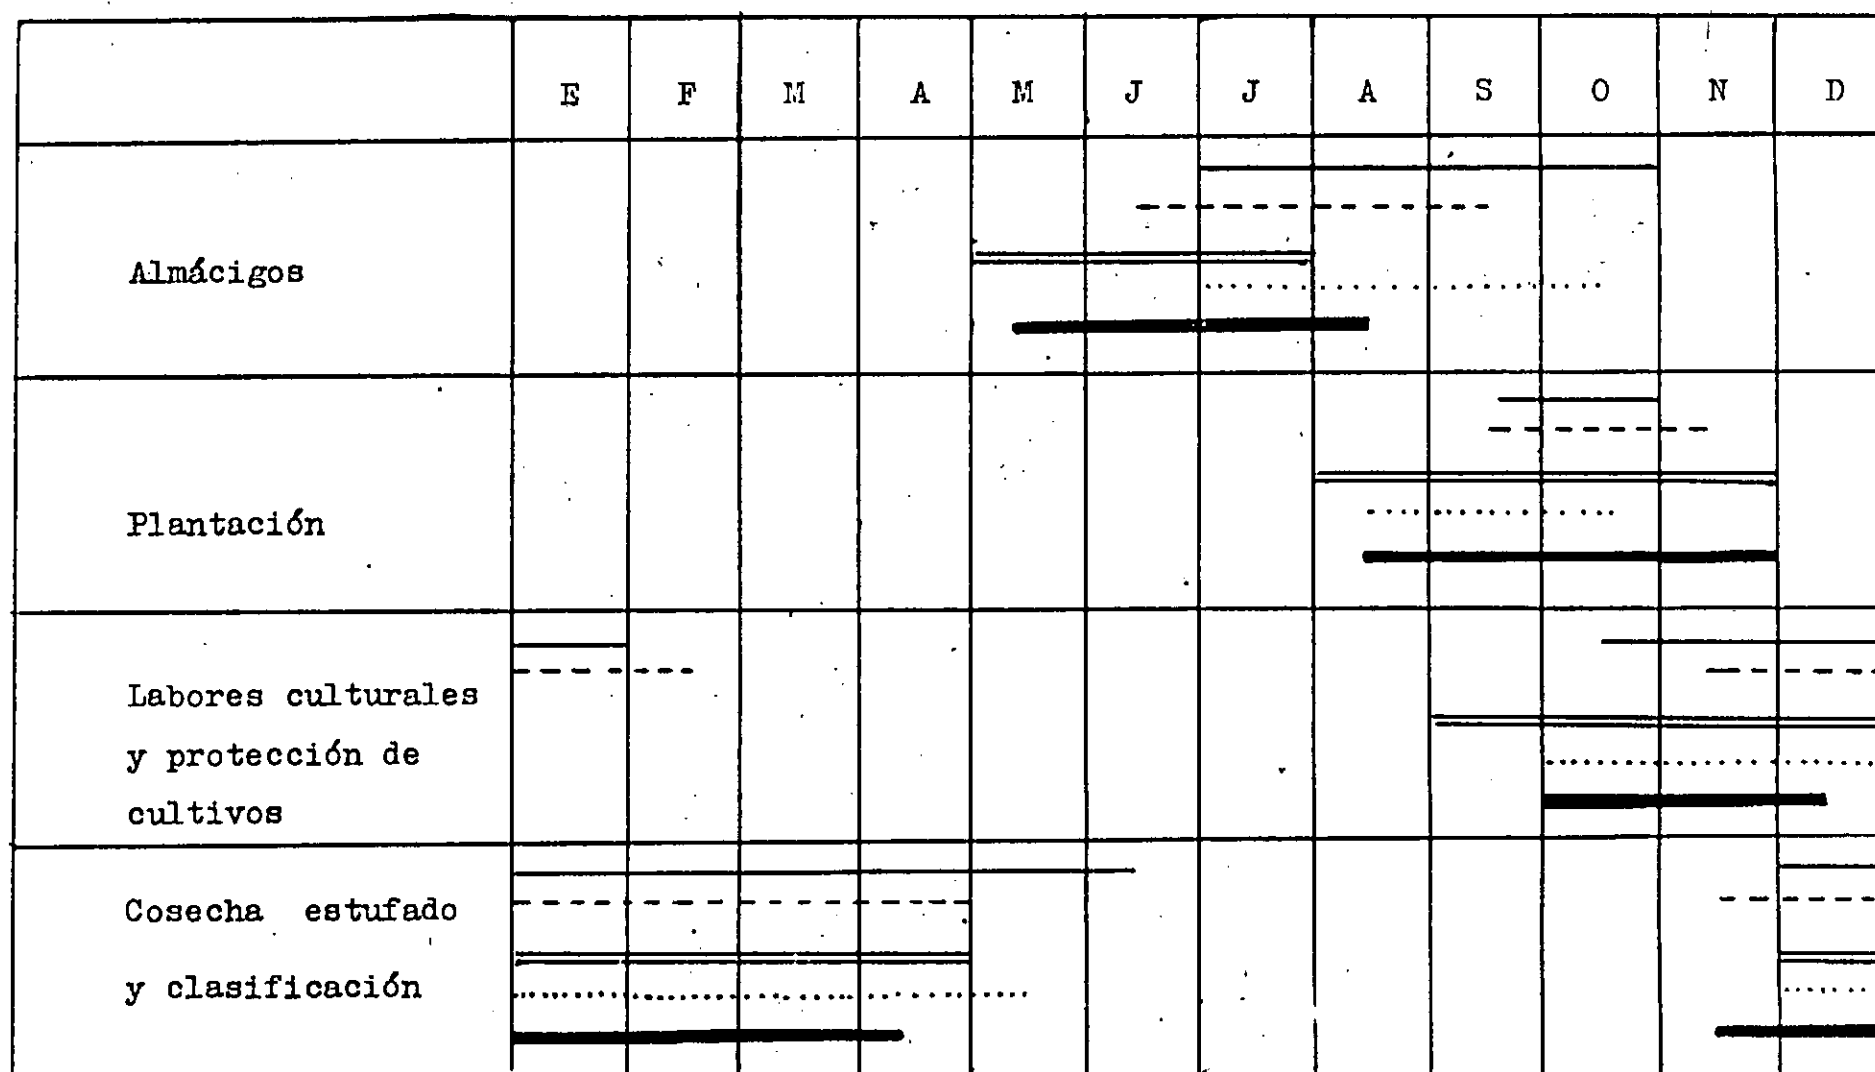 E F M A M J J A S O N D
Almácigos
Plantación
Labores culturales
y protección de
cultivos
Cosecha estufado
y clasificación